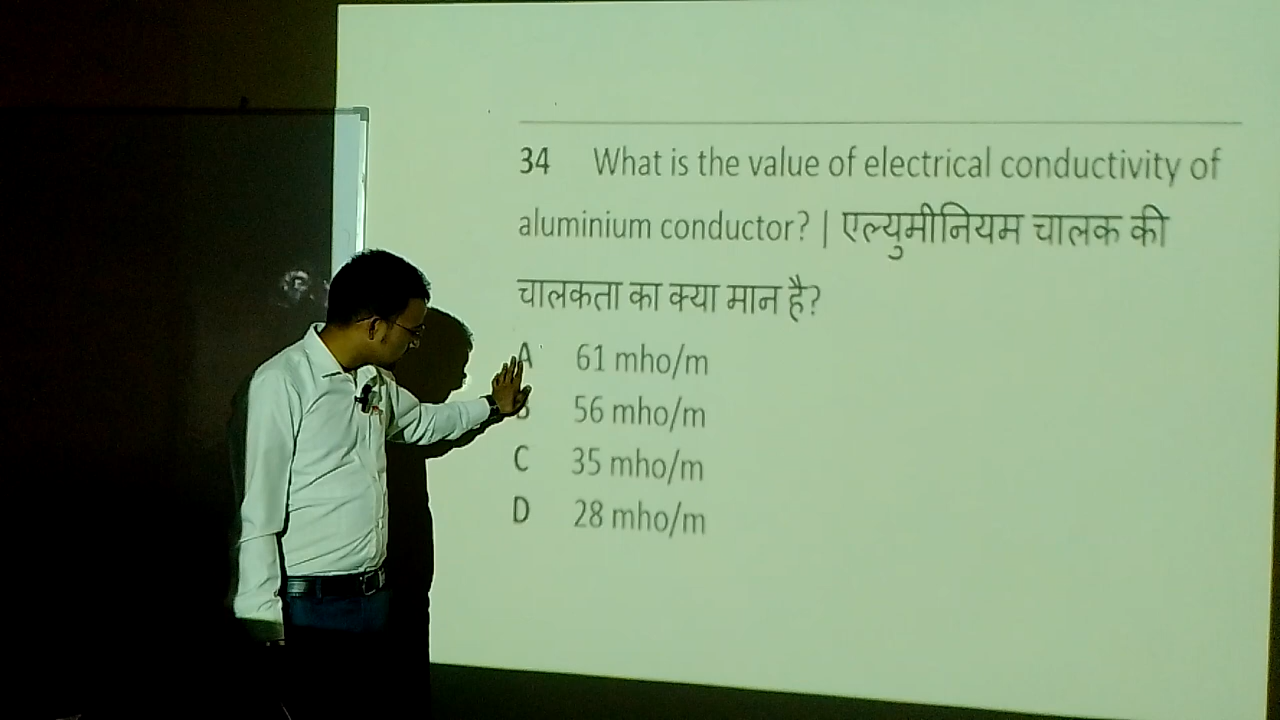 34 What is the value of electrical conductivity of
aluminium conductor? | एल्युमीनियम चालक की
चालकता का क्या मान है?
A 61 mho/m
B 56 mho/m
C 35 mho/m
D 28 mho/m